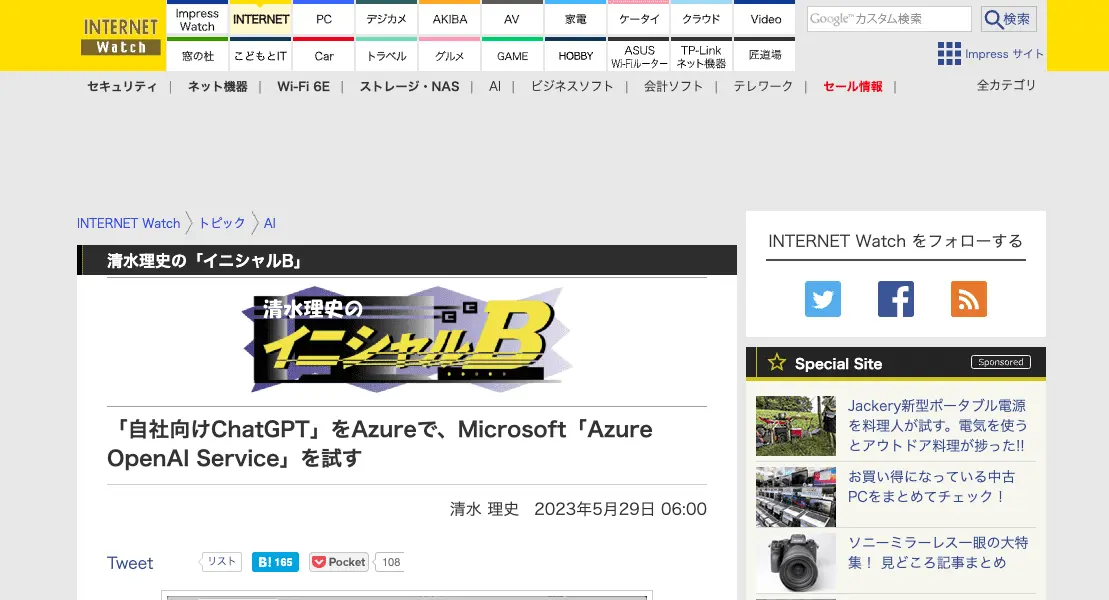 INTERNET
Watch
Impress
Watch
INTERNET
PC
デジカメ
AKIBA
AV
家電
ケータイ
クラウド
Video
窓の杜
こどもとIT
Car
トラベル
グルメ
GAME
HOBBY
ASUS
Wi-Fiルーター
TP-Link
ネット機器
匠道場
Google™カスタム検索
検索
Impress サイト
セキュリティ | ネット機器 | Wi-Fi 6E | ストレージ・NAS | AI | ビジネスソフト | 会計ソフト | テレワーク | セール情報 |
全カテゴリ
INTERNET Watch
トピック
AI
清水理史の「イニシャルB」
清水理史の
イニシャルB
「自社向けChatGPT」をAzureで、Microsoft「Azure
OpenAI Service」を試す
清水 理史 2023年5月29日 06:00
Tweet
リスト
B! 165
Pocket
108
INTERNET Watch をフォローする
Special Site
Sponsored
Jackery新型ポータブル電源
を料理人が試す。電気を使う
とアウトドア料理が捗った!!
お買い得になっている中古
PCをまとめてチェック！
ソニーミラーレス一眼の大特
集！ 見どころ記事まとめ